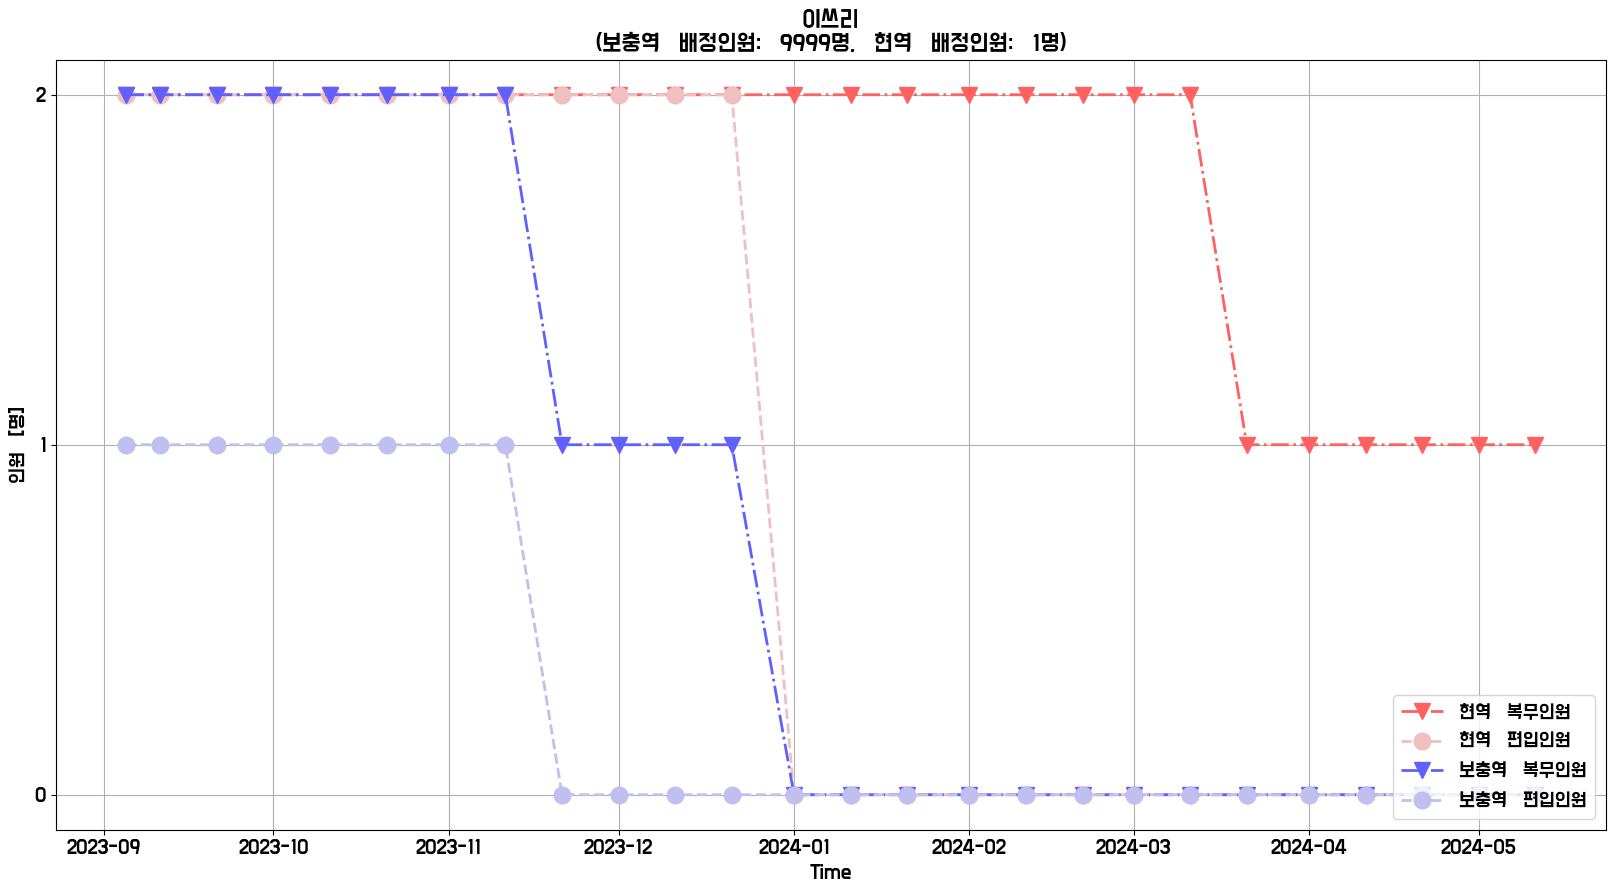 이쓰리
(보충역 배정인원: 9999명, 현역 배정인원: 1명)
2
1
0
인원 [명]
2023-09 2023-10 2023-11 2023-12 2024-01 2024-02 2024-03 2024-04 2024-05
Time
현역 복무인원
현역 편입인원
보충역 복무인원
보충역 편입인원